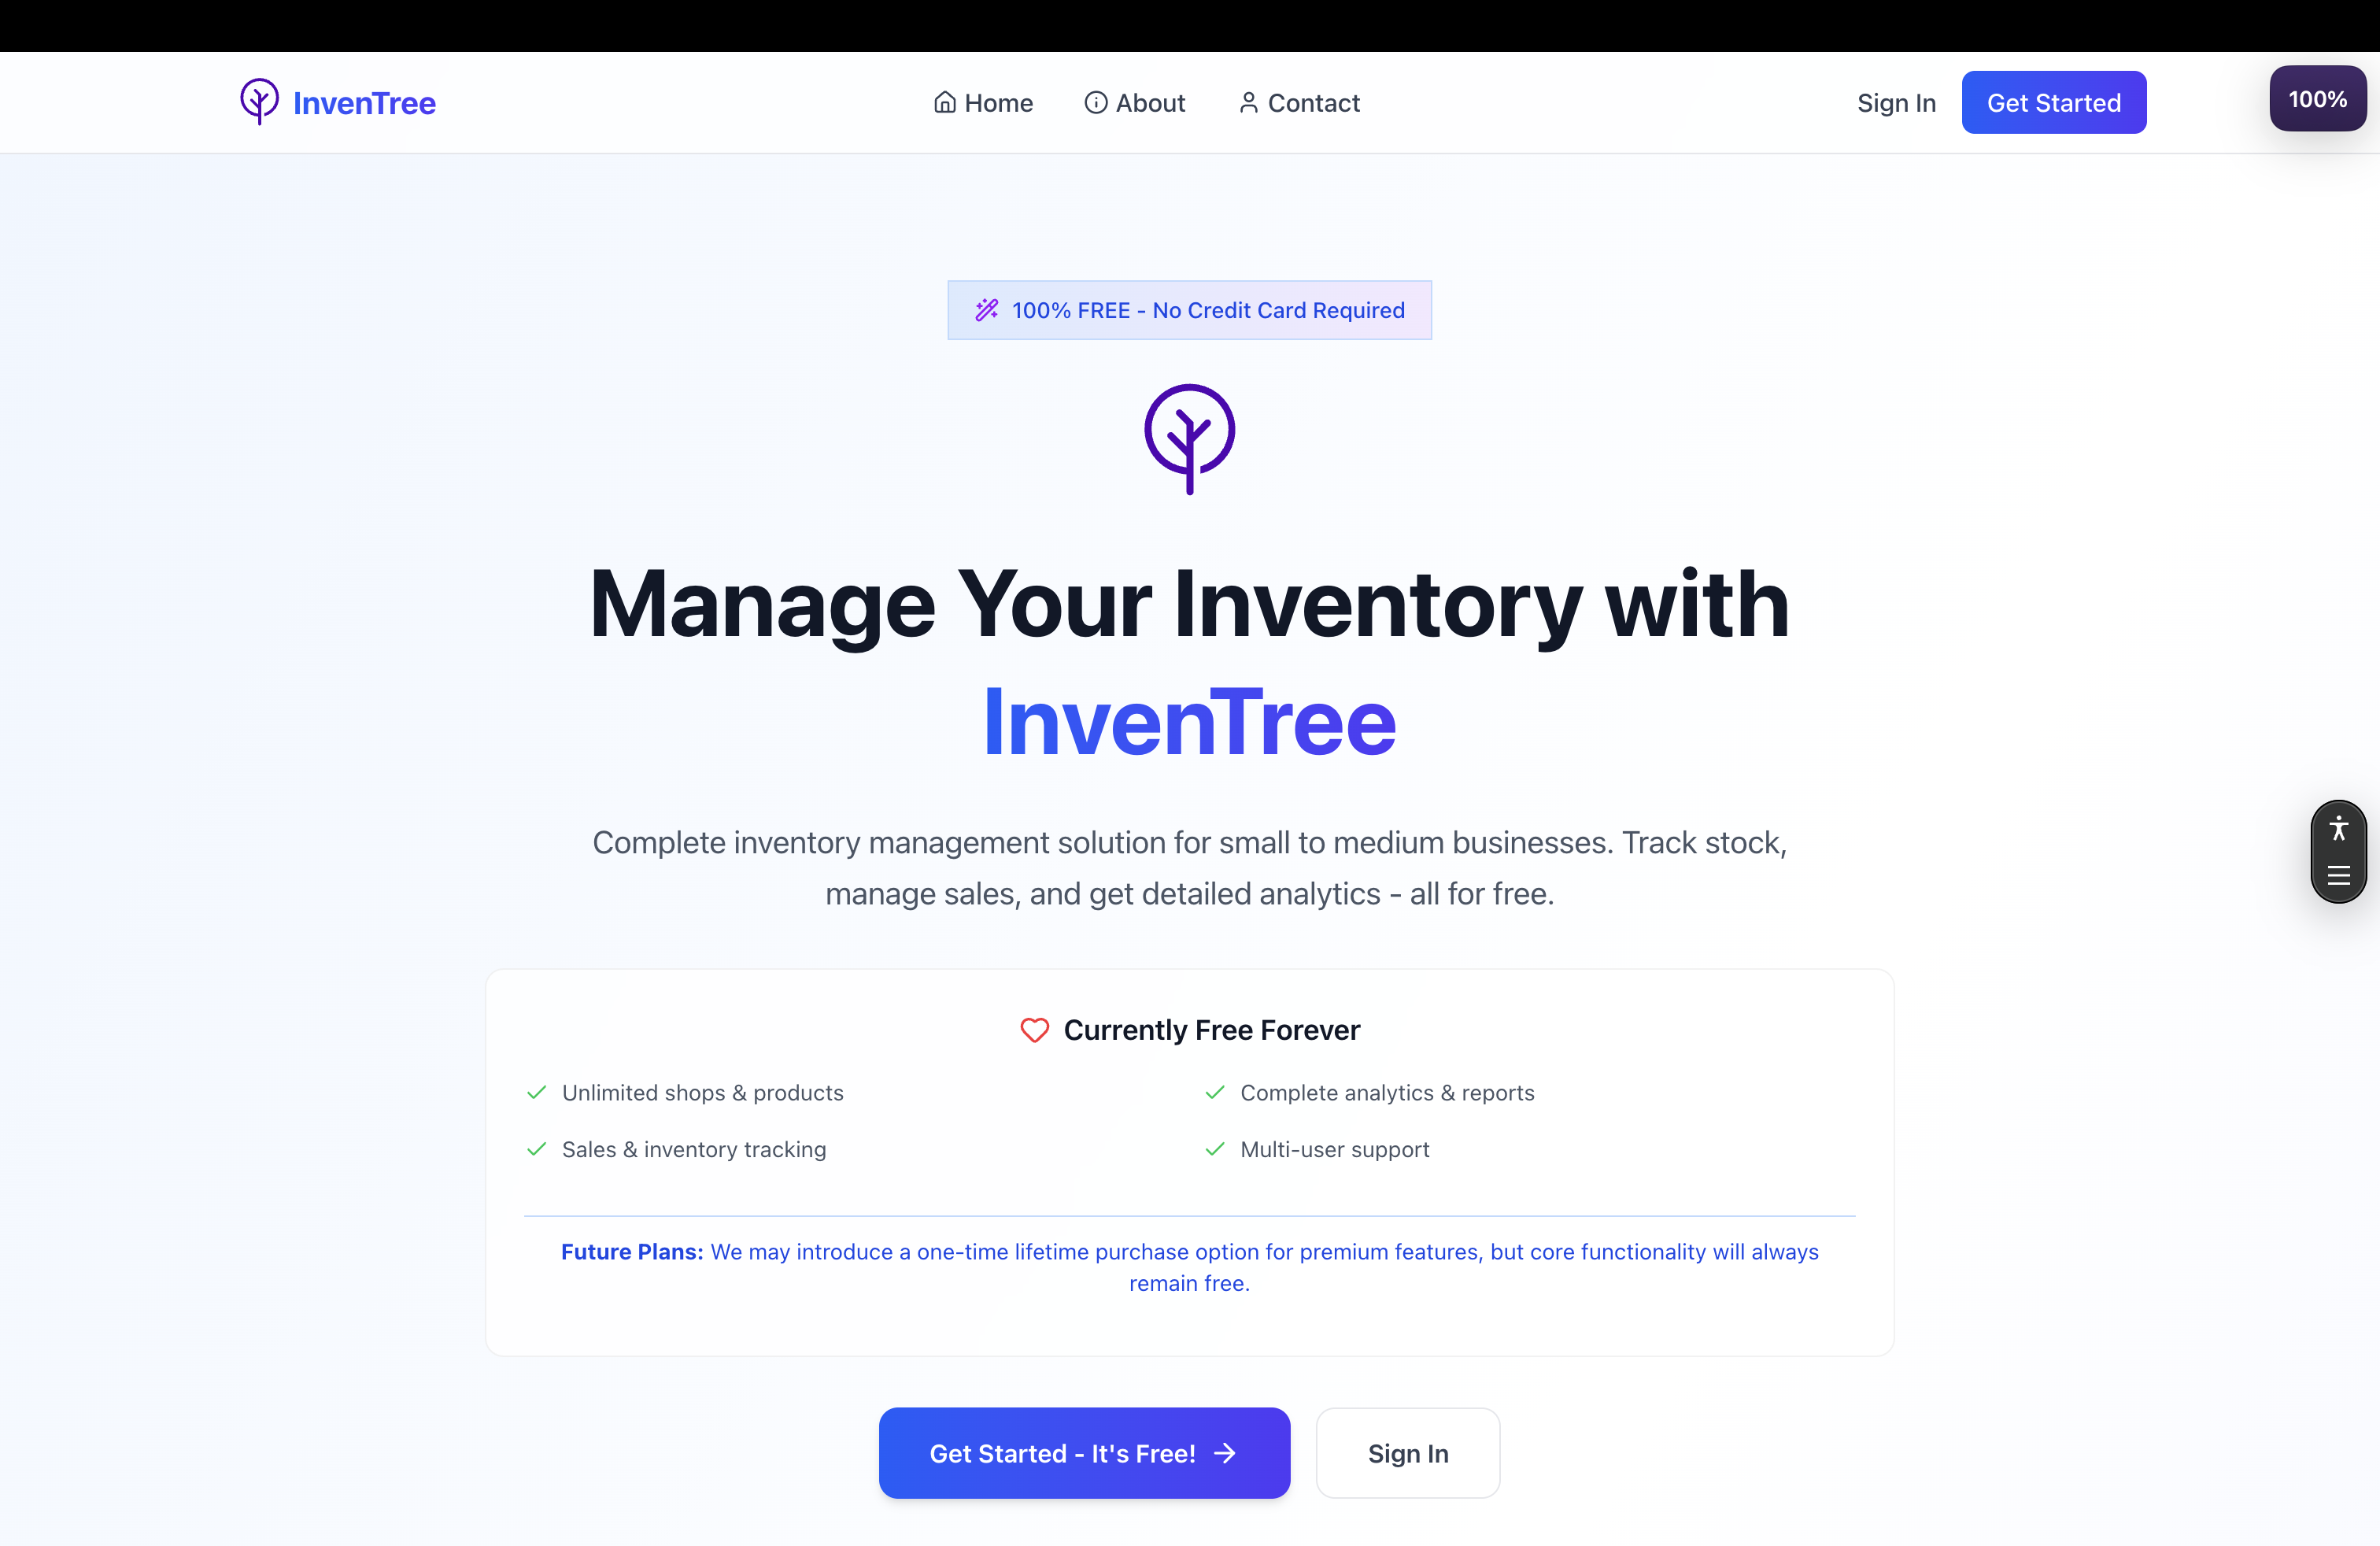 InvenTree
Home
About
Contact
Sign In
Get Started
100%
100% FREE - No Credit Card Required
Manage Your Inventory with
InvenTree
Complete inventory management solution for small to medium businesses. Track stock,
manage sales, and get detailed analytics - all for free.
Currently Free Forever
Unlimited shops & products
Complete analytics & reports
Sales & inventory tracking
Multi-user support
Future Plans: We may introduce a one-time lifetime purchase option for premium features, but core functionality will always
remain free.
Get Started - It's Free!
Sign In